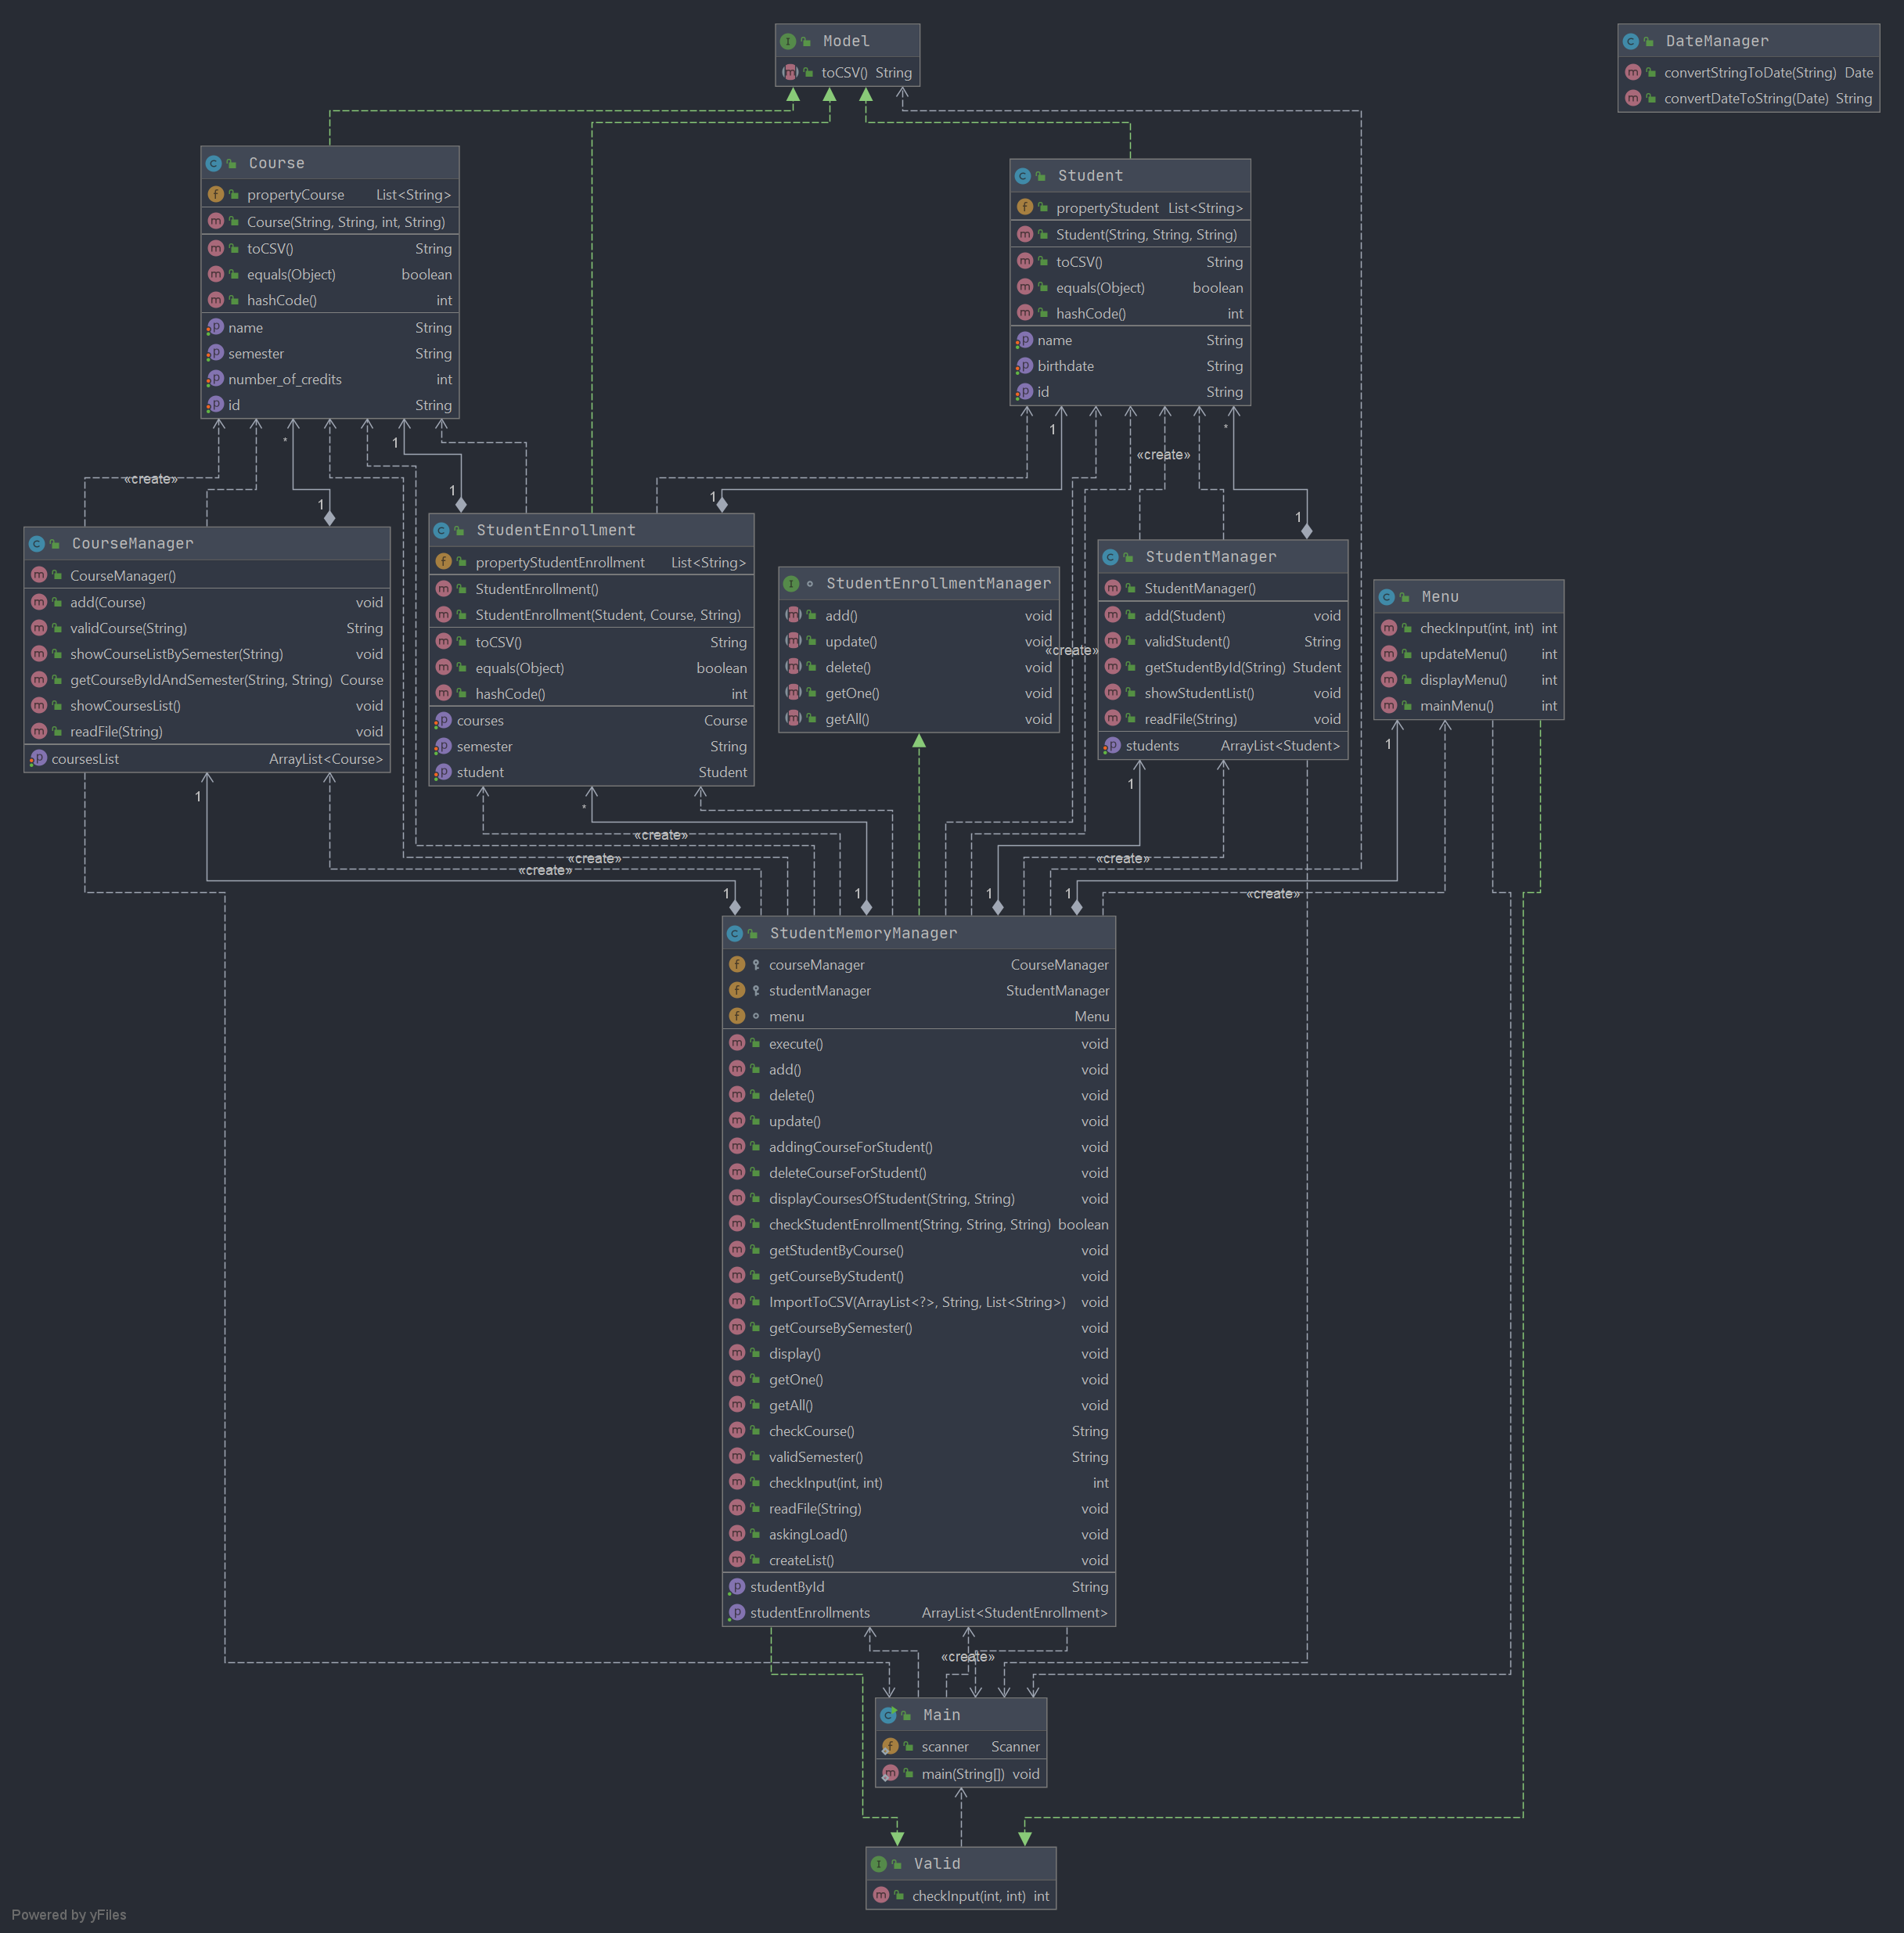 Model
toCSV() String
DateManager
convertStringToDate(String) Date
convertDateToString(Date) String
Course
propertyCourse List<String>
Course(String, String, int, String)
toCSV() String
equals(Object) boolean
hashCode() int
name String
semester String
number_of_credits int
id String
Student
propertyStudent List<String>
Student(String, String, String)
toCSV() String
equals(Object) boolean
hashCode() int
name String
birthdate String
id String
* 1 1 *
«create»
«create»
1 1 1 1
CourseManager
CourseManager()
add(Course) void
validCourse(String) String
showCourseListBySemester(String) void
getCourseByIdAndSemester(String, String) Course
showCoursesList() void
readFile(String) void
coursesList ArrayList<Course>
StudentEnrollment
propertyStudentEnrollment List<String>
StudentEnrollment()
StudentEnrollment(Student, Course, String)
toCSV() String
equals(Object) boolean
hashCode() int
courses Course
semester String
student Student
StudentEnrollmentManager
add() void
update() void
delete() void
getOne() void
getAll() void
«create»
StudentManager
StudentManager()
add(Student) void
validStudent() String
getStudentById(String) Student
showStudentList() void
readFile(String) void
students ArrayList<Student>
Menu
checkInput(int, int) int
updateMenu() int
displayMenu() int
mainMenu() int
1 * 1 1
«create»
«create» «create»
«create»
1 1 1 1 «create»
StudentMemoryManager
courseManager CourseManager
studentManager StudentManager
menu Menu
execute() void
add() void
delete() void
update() void
addingCourseForStudent() void
deleteCourseForStudent() void
displayCoursesOfStudent(String, String) void
checkStudentEnrollment(String, String, String) boolean
getStudentByCourse() void
getCourseByStudent() void
ImportToCSV(ArrayList<?>, String, List<String>) void
getCourseBySemester() void
display() void
getOne() void
getAll() void
checkCourse() String
validSemester() String
checkInput(int, int) int
readFile(String) void
askingLoad() void
createList() void
studentById String
studentEnrollments ArrayList<StudentEnrollment>
«create»
Main
scanner Scanner
main(String[]) void
Valid
checkInput(int, int) int
Powered by yFiles